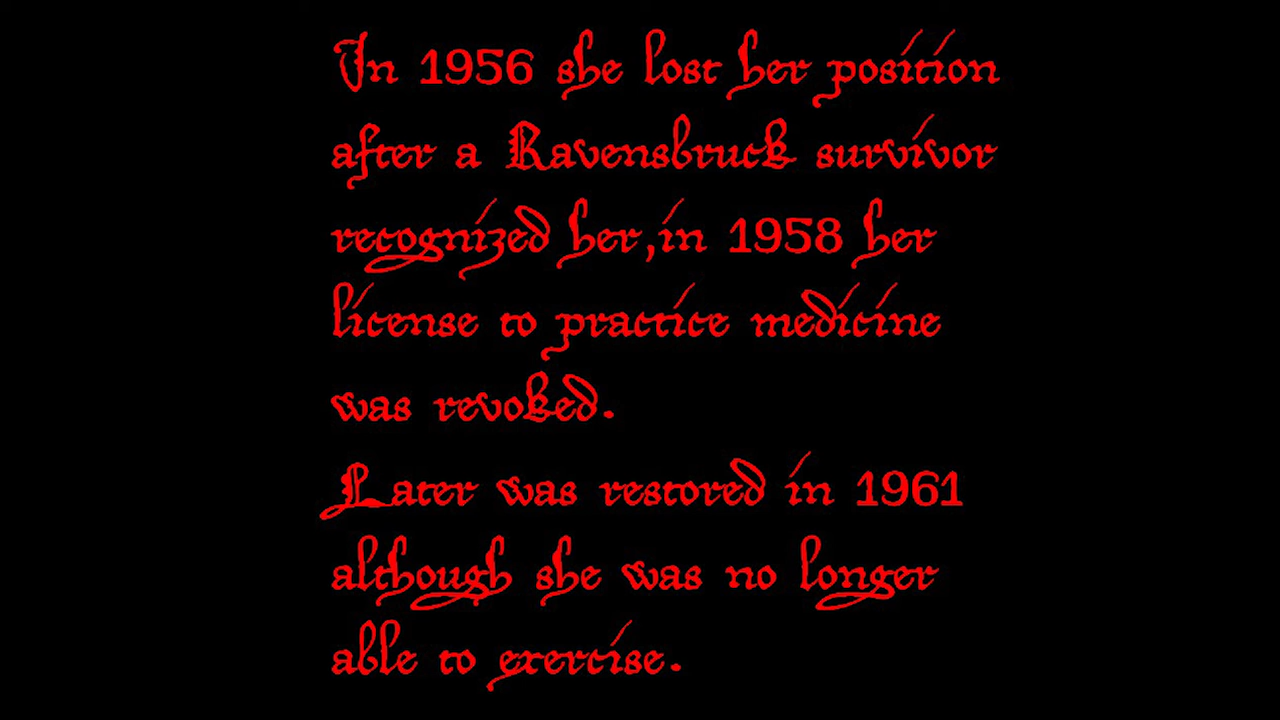 In 1956 she lost her position
after a Ravensbruck survivor
recognized her,in 1958 her
license to practice medicine
was revoked.
Later was restored in 1961
although she was no longer
able to exercise.